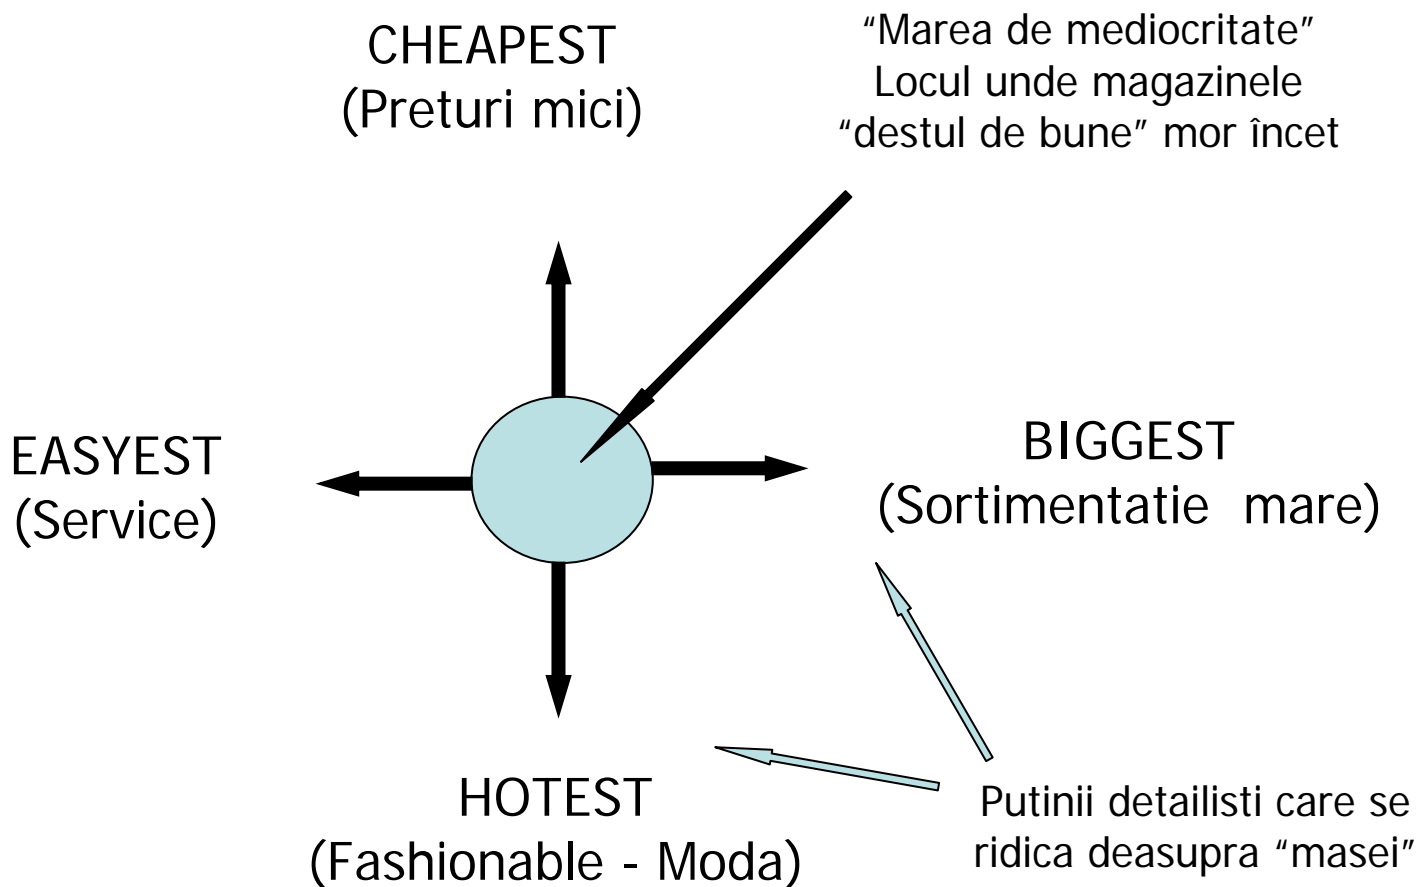 CHEAPEST
(Preturi mici)
“Marea de mediocritate”
Locul unde magazinele
“destul de bune” mor încet
EASYEST
(Service)
BIGGEST
(Sortimentatie mare)
HOTEST
(Fashionable - Moda)
Putinii detailisti care se
ridica deasupra “masei”